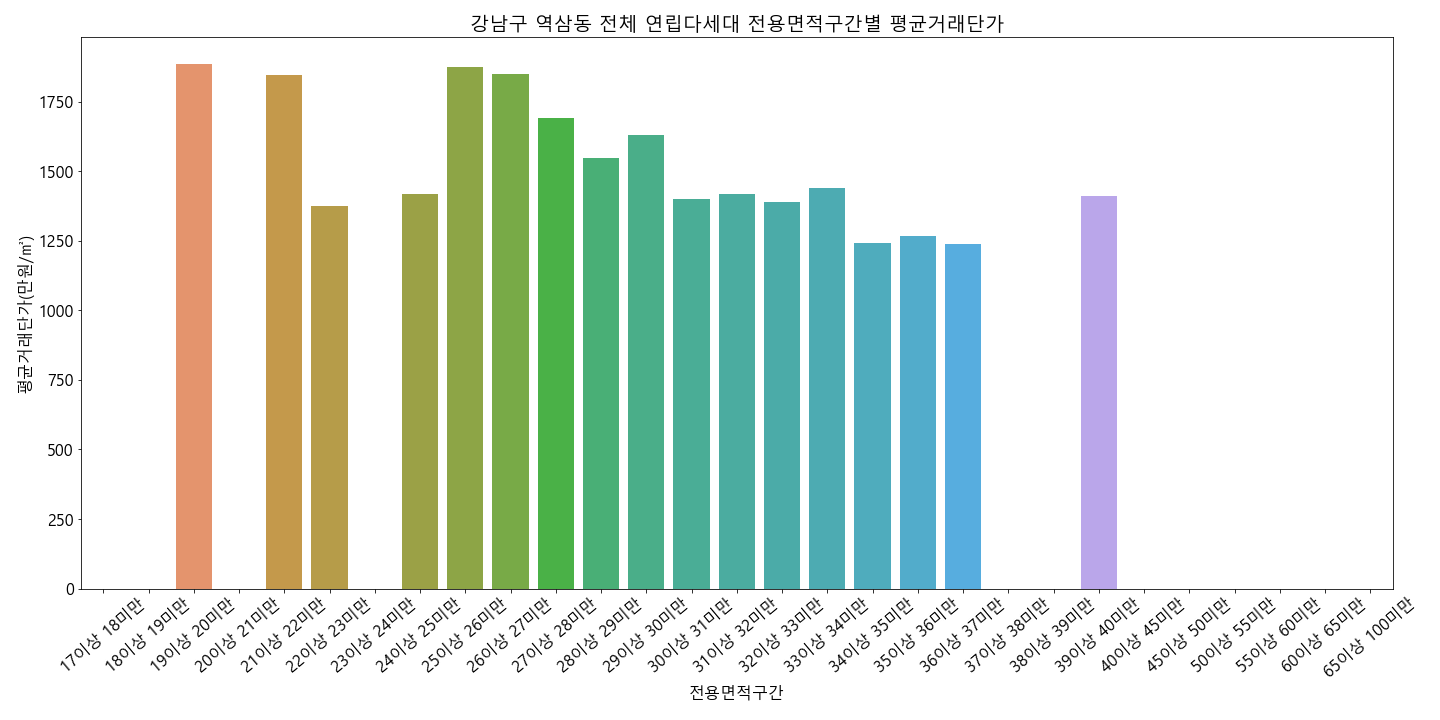 강남구 역삼동 전체 연립다세대 전용면적구간별 평균거래단가
평균거래단가(만원/㎡)
1750
1500
1250
1000
750
500
250
0
17이상 18미만
18이상 19미만
19이상 20미만
20이상 21미만
21이상 22미만
22이상 23미만
23이상 24미만
24이상 25미만
25이상 26미만
26이상 27미만
27이상 28미만
28이상 29미만
29이상 30미만
30이상 31미만
31이상 32미만
32이상 33미만
33이상 34미만
34이상 35미만
35이상 36미만
36이상 37미만
37이상 38미만
38이상 39미만
39이상 40미만
40이상 45미만
45이상 50미만
50이상 55미만
55이상 60미만
60이상 65미만
65이상 100미만
전용면적구간